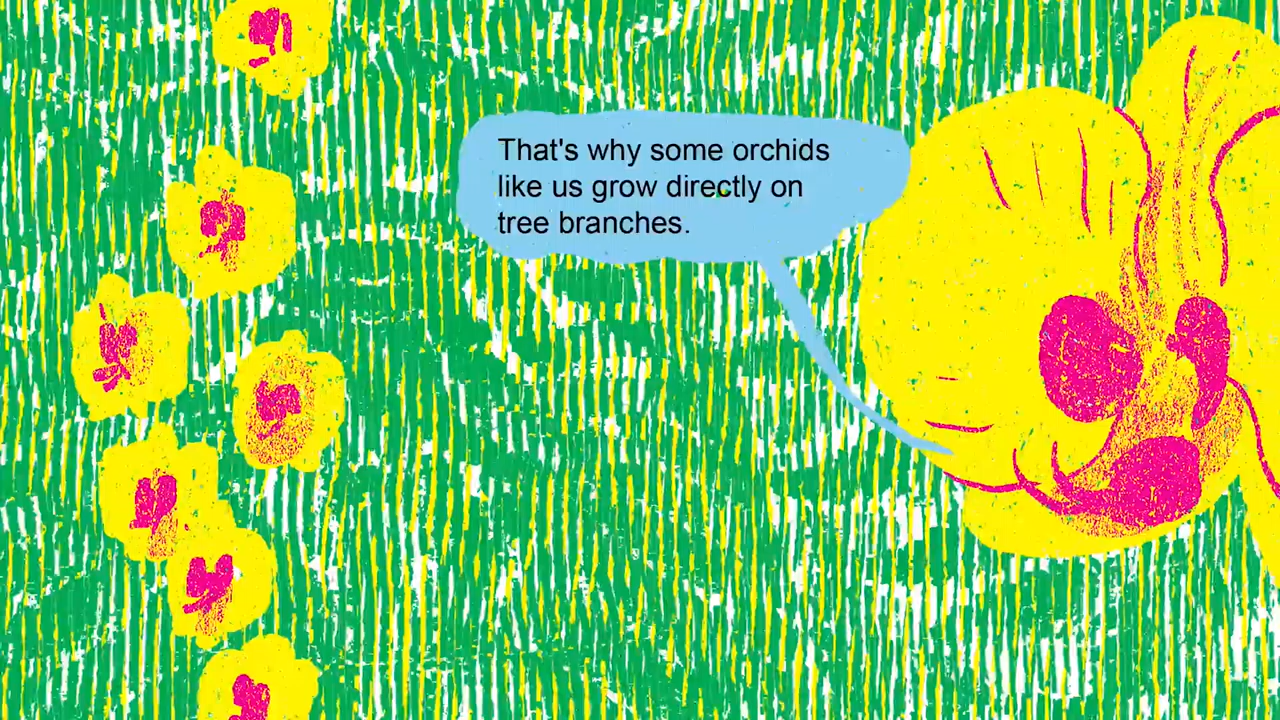 That's why some orchids
like us grow directly on
tree branches.